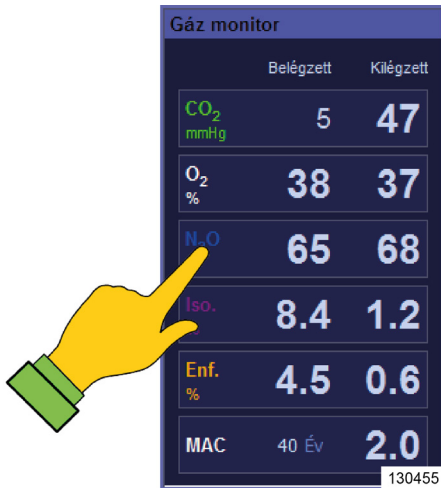 Gáz monitor
Belégzett Kilégzett
CO2 5 47
mmHg
O2 38 37
%
N2O 65 68
Iso. 8.4 1.2
Enf. 4.5 0.6
%
MAC 40 Év 2.0
130455